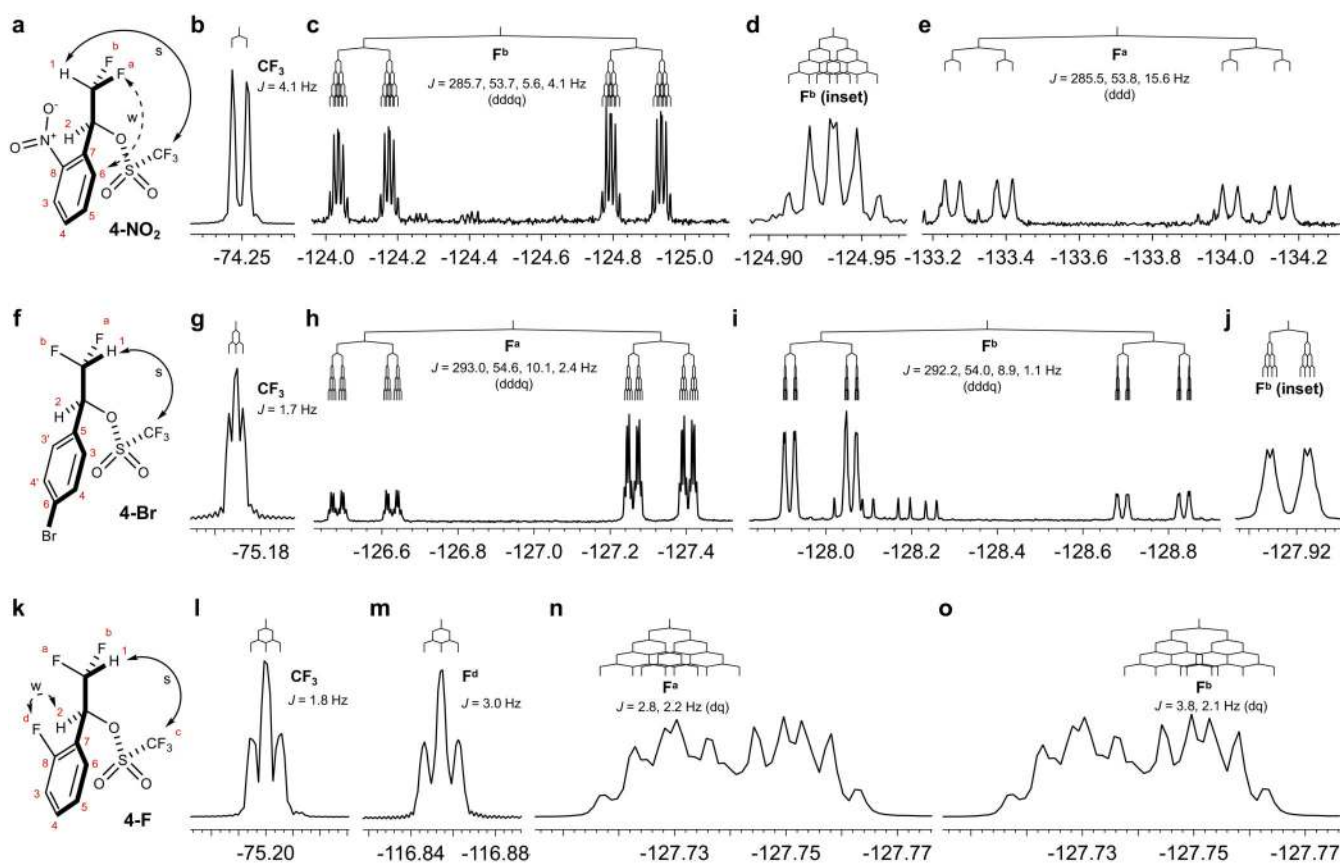 a
b
F
a
F
H
1
s
w
O-
N+
O
H
2
O
7
8
6
S
CF3
O
O
3
5
4
4-NO2
b
CF3
J = 4.1 Hz
-74.25
c
Fb
J = 285.7, 53.7, 5.6, 4.1 Hz
(dddq)
-124.0 -124.2 -124.4 -124.6 -124.8 -125.0
d
Fb (inset)
-124.90 -124.95
e
Fa
J = 285.5, 53.8, 15.6 Hz
(ddd)
-133.2 -133.4 -133.6 -133.8 -134.0 -134.2
f
a
b
F
F
H
1
s
H
2
O
5
3'
3
S
CF3
O
O
4'
4
6
Br
4-Br
g
CF3
J = 1.7 Hz
-75.18
h
Fa
J = 293.0, 54.6, 10.1, 2.4 Hz
(dddq)
-126.6 -126.8 -127.0 -127.2 -127.4
i
Fb
J = 292.2, 54.0, 8.9, 1.1 Hz
(dddq)
-128.0 -128.2 -128.4 -128.6 -128.8
j
Fb (inset)
-127.92
k
b
a
F
F
H
1
s
w
d
F
H
2
O
7
8
6
S
CF3
c
O
O
3
5
4
4-F
l
CF3
J = 1.8 Hz
-75.20
m
Fd
J = 3.0 Hz
-116.84 -116.88
n
Fa
J = 2.8, 2.2 Hz (dq)
-127.73 -127.75 -127.77
o
Fb
J = 3.8, 2.1 Hz (dq)
-127.73 -127.75 -127.77